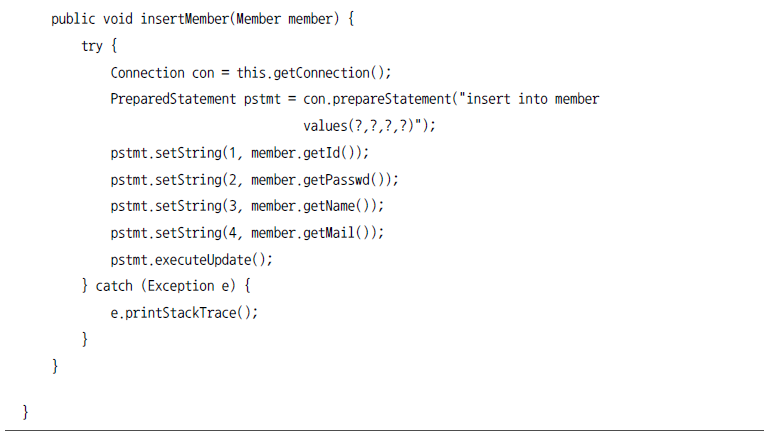 public void insertMember(Member member) {
try {
Connection con = this.getConnection();
PreparedStatement pstmt = con.prepareStatement("insert into member
values(?,?,?,?)");
pstmt.setString(1, member.getId());
pstmt.setString(2, member.getPasswd());
pstmt.setString(3, member.getName());
pstmt.setString(4, member.getMail());
pstmt.executeUpdate();
} catch (Exception e) {
e.printStackTrace();
}
}
}